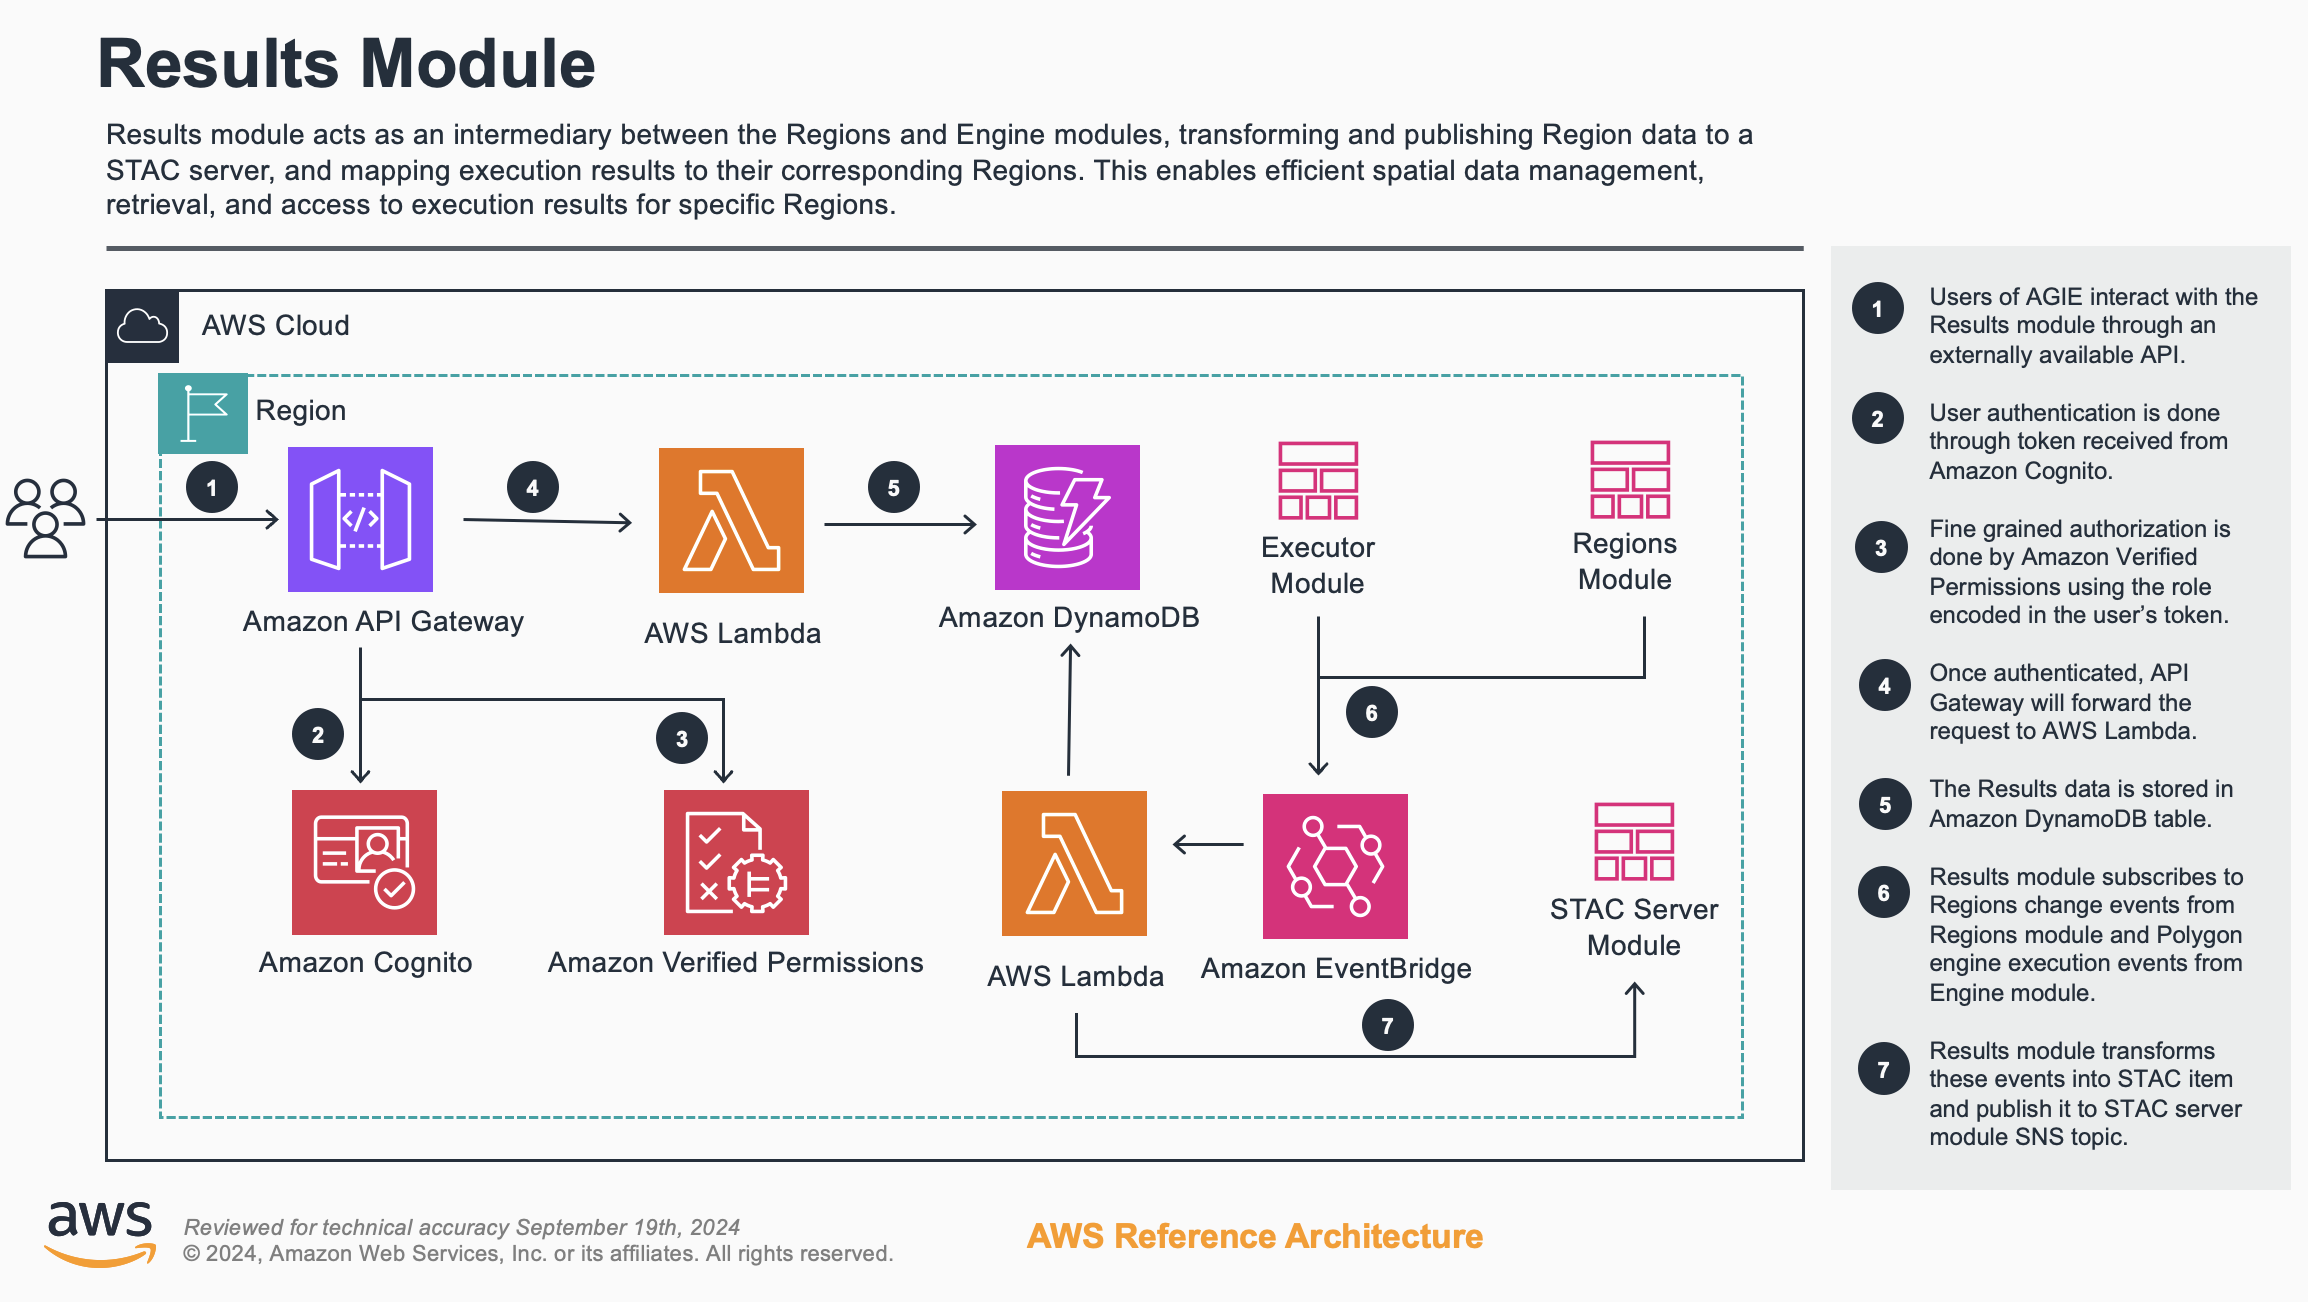 Results Module
Results module acts as an intermediary between the Regions and Engine modules, transforming and publishing Region data to a
STAC server, and mapping execution results to their corresponding Regions. This enables efficient spatial data management,
retrieval, and access to execution results for specific Regions.
AWS Cloud
Region
1
4
5
</>
Amazon API Gateway
AWS Lambda
Amazon DynamoDB
Executor
Module
Regions
Module
2
3
6
Amazon Cognito
Amazon Verified Permissions
AWS Lambda
Amazon EventBridge
STAC Server
Module
7
1
Users of AGIE interact with the
Results module through an
externally available API.
2
User authentication is done
through token received from
Amazon Cognito.
3
Fine grained authorization is
done by Amazon Verified
Permissions using the role
encoded in the user’s token.
4
Once authenticated, API
Gateway will forward the
request to AWS Lambda.
5
The Results data is stored in
Amazon DynamoDB table.
6
Results module subscribes to
Regions change events from
Regions module and Polygon
engine execution events from
Engine module.
7
Results module transforms
these events into STAC item
and publish it to STAC server
module SNS topic.
aws
Reviewed for technical accuracy September 19th, 2024
© 2024, Amazon Web Services, Inc. or its affiliates. All rights reserved.
AWS Reference Architecture